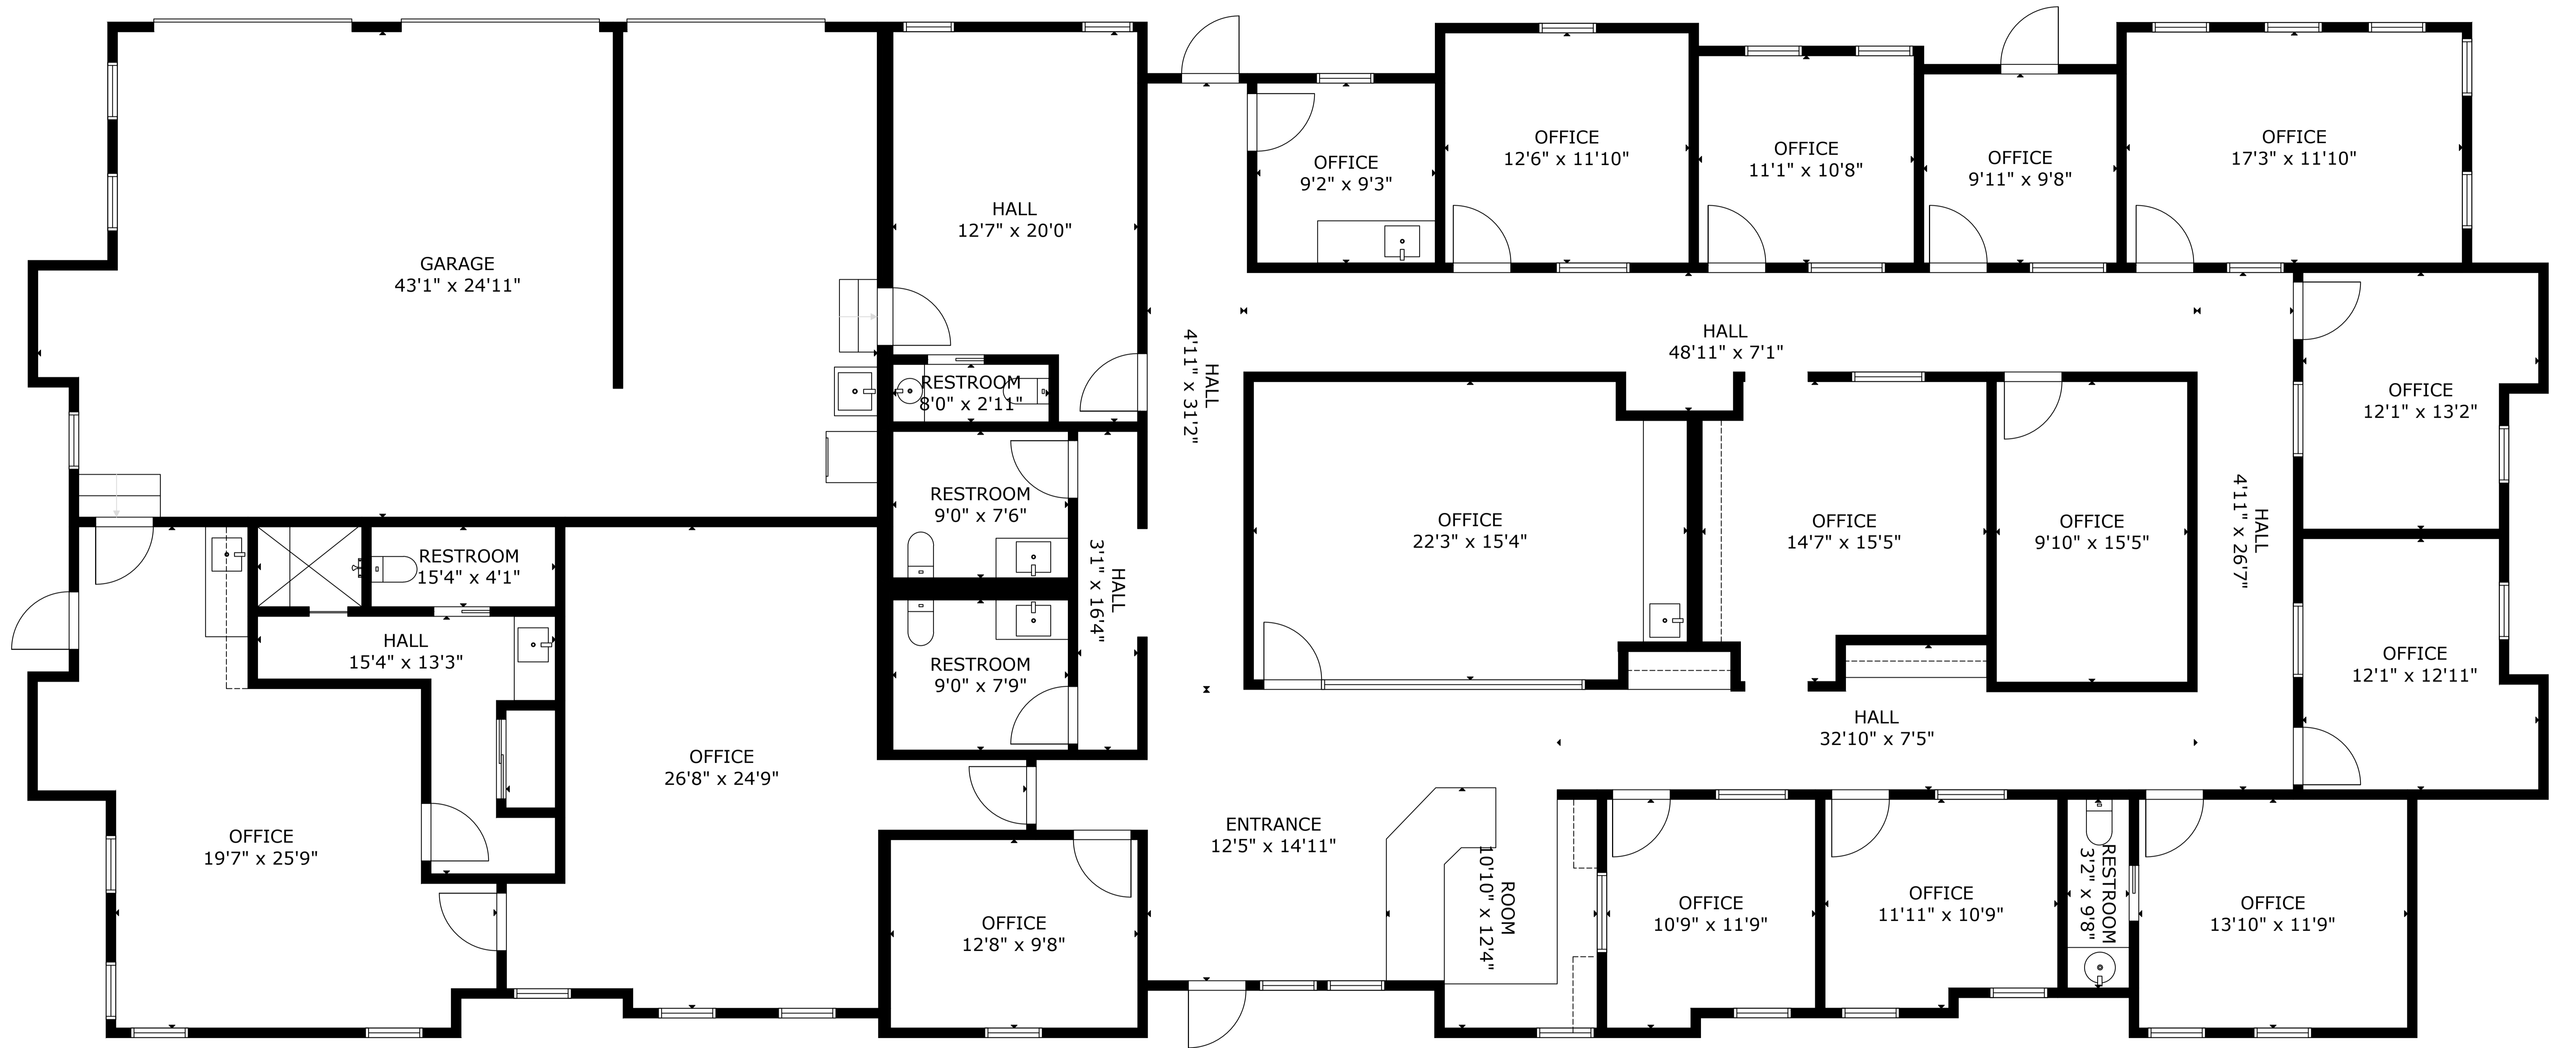 OFFICE
12'6" x 11'10"
OFFICE
11'1" x 10'8"
OFFICE
9'11" x 9'8"
OFFICE
17'3" x 11'10"
OFFICE
9'2" x 9'3"
HALL
12'7" x 20'0"
GARAGE
43'1" x 24'11"
HALL
48'11" x 7'1"
HALL
4'11" x 31'2"
RESTROOM
8'0" x 2'11"
OFFICE
12'1" x 13'2"
RESTROOM
9'0" x 7'6"
OFFICE
22'3" x 15'4"
OFFICE
14'7" x 15'5"
OFFICE
9'10" x 15'5"
HALL
4'11" x 26'7"
RESTROOM
15'4" x 4'1"
HALL
3'1" x 16'4"
HALL
15'4" x 13'3"
RESTROOM
9'0" x 7'9"
OFFICE
12'1" x 12'11"
HALL
32'10" x 7'5"
OFFICE
26'8" x 24'9"
OFFICE
19'7" x 25'9"
ENTRANCE
12'5" x 14'11"
ROOM
10'10" x 12'4"
OFFICE
12'8" x 9'8"
OFFICE
10'9" x 11'9"
OFFICE
11'11" x 10'9"
RESTROOM
3'2" x 9'8"
OFFICE
13'10" x 11'9"